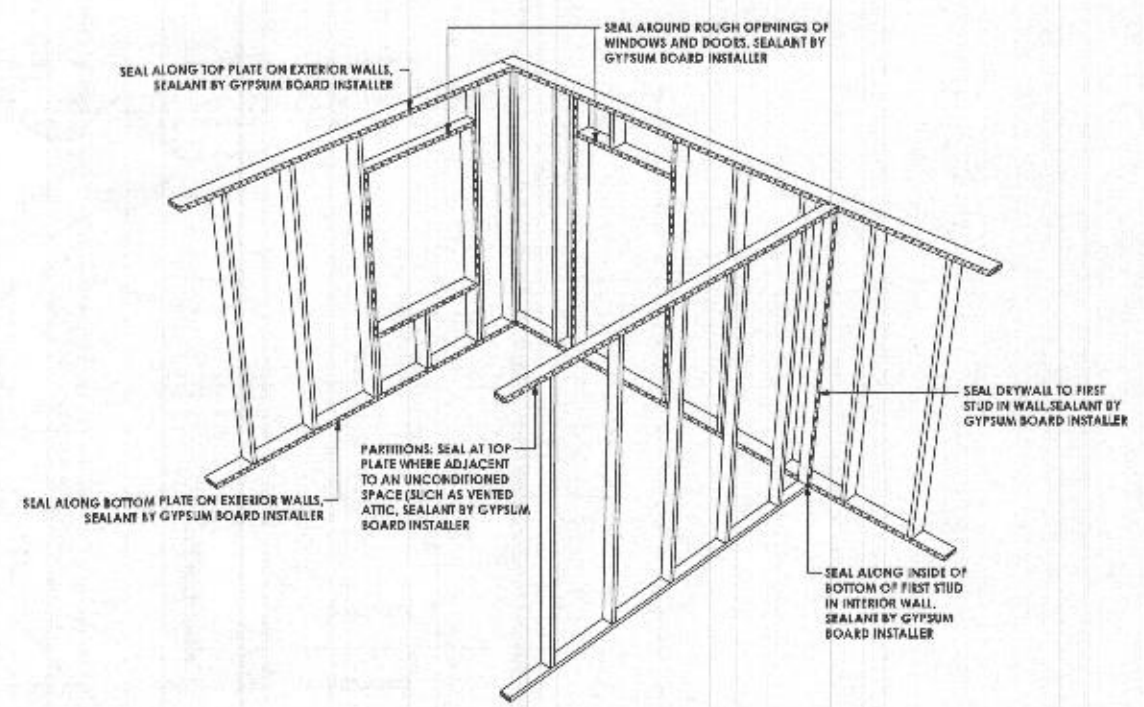 SEAL AROUND ROUGH OPENINGS OF
WINDOWS AND DOORS, SEALANT BY
GYPSUM BOARD INSTALLER
SEAL ALONG TOP PLATE ON EXTERIOR WALLS,
SEALANT BY GYPSUM BOARD INSTALLER
SEAL DRYWALL TO FIRST
STUD IN WALL,SEALANT BY
GYPSUM BOARD INSTALLER
PARTITIONS: SEAL AT TOP
PLATE WHERE ADJACENT
TO AN UNCONDITIONED
SPACE (SUCH AS VENTED
ATTIC, SEALANT BY GYPSUM
BOARD INSTALLER
SEAL ALONG BOTTOM PLATE ON EXTERIOR WALLS,
SEALANT BY GYPSUM BOARD INSTALLER
SEAL ALONG INSIDE OF
BOTTOM OF FIRST STUD
IN INTERIOR WALL,
SEALANT BY GYPSUM
BOARD INSTALLER